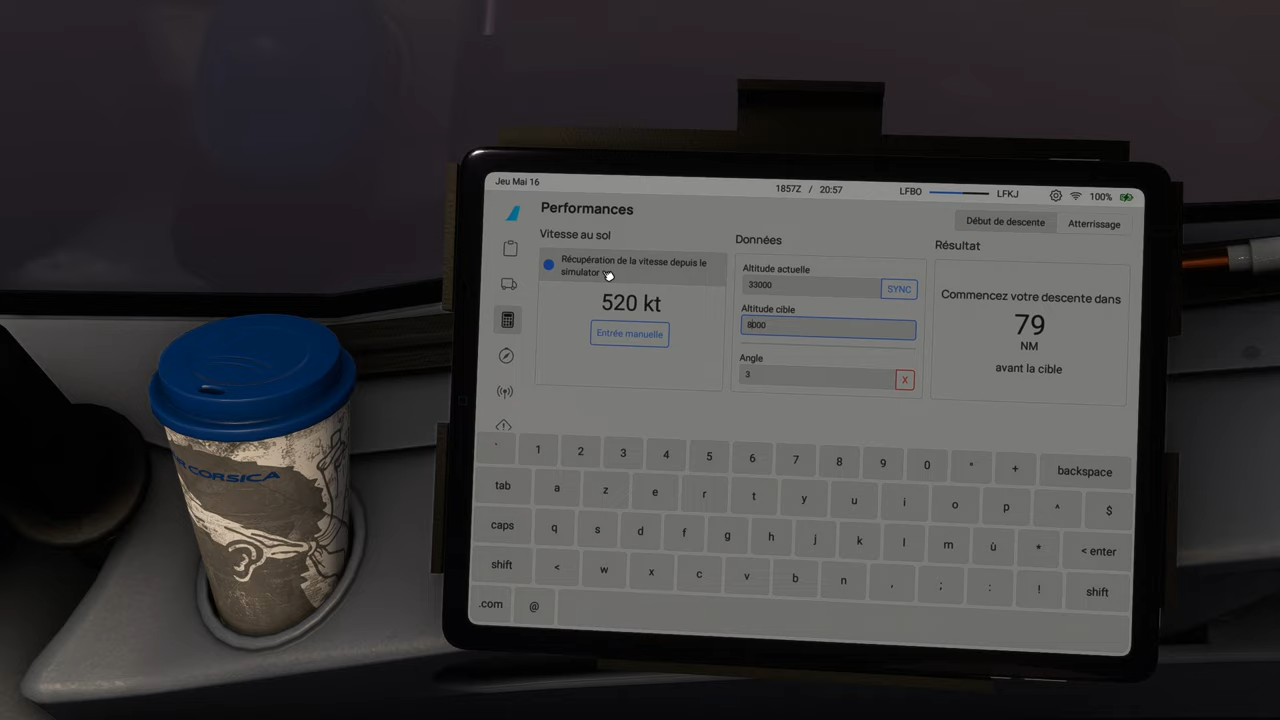 Jeu Mai 16
1857Z / 20:57
LFBO
LFKJ
100%
Performances
Début de descente
Atterrissage
Vitesse au sol
Récupération de la vitesse depuis le
simulator
520 kt
Entrée manuelle
Données
Altitude actuelle
33000
SYNC
Altitude cible
8000
Angle
3
X
Résultat
Commencez votre descente dans
79
NM
avant la cible
` 1 2 3 4 5 6 7 8 9 0 * + backspace
tab a z e r t y u i o p ^ $
caps q s d f g h j k l m ù * < enter
shift < w x c v b n , ; : ! shift
.com @
CORSICA